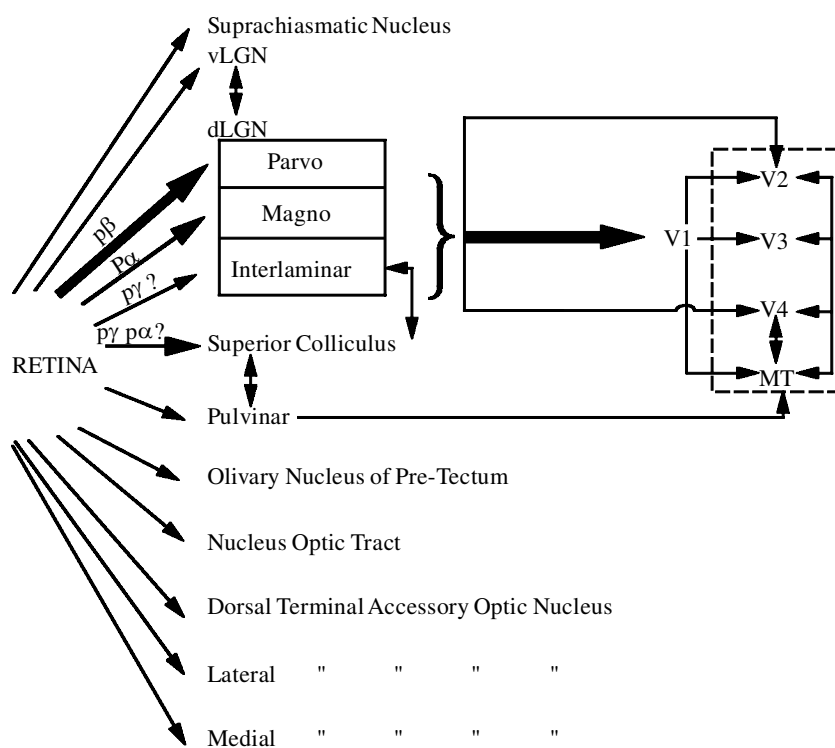 Suprachiasmatic Nucleus
vLGN
dLGN
Parvo
Magno
Interlaminar
pβ
Pα
pγ ?
pγ pα?
RETINA
Superior Colliculus
Pulvinar
Olivary Nucleus of Pre-Tectum
Nucleus Optic Tract
Dorsal Terminal Accessory Optic Nucleus
Lateral " " " "
Medial " " " "
V1
V2
V3
V4
MT